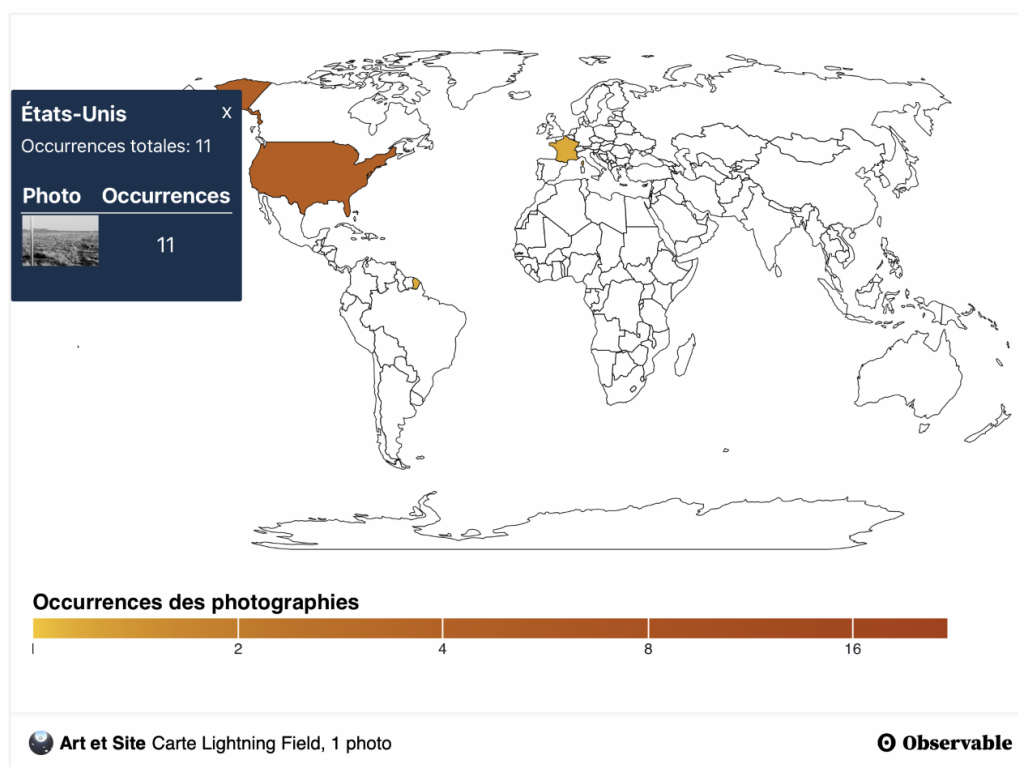 États-Unis x
Occurrences totales: 11
Photo Occurrences
11
Occurrences des photographies
1 2 4 8 16
Art et Site Carte Lightning Field, 1 photo
Observable